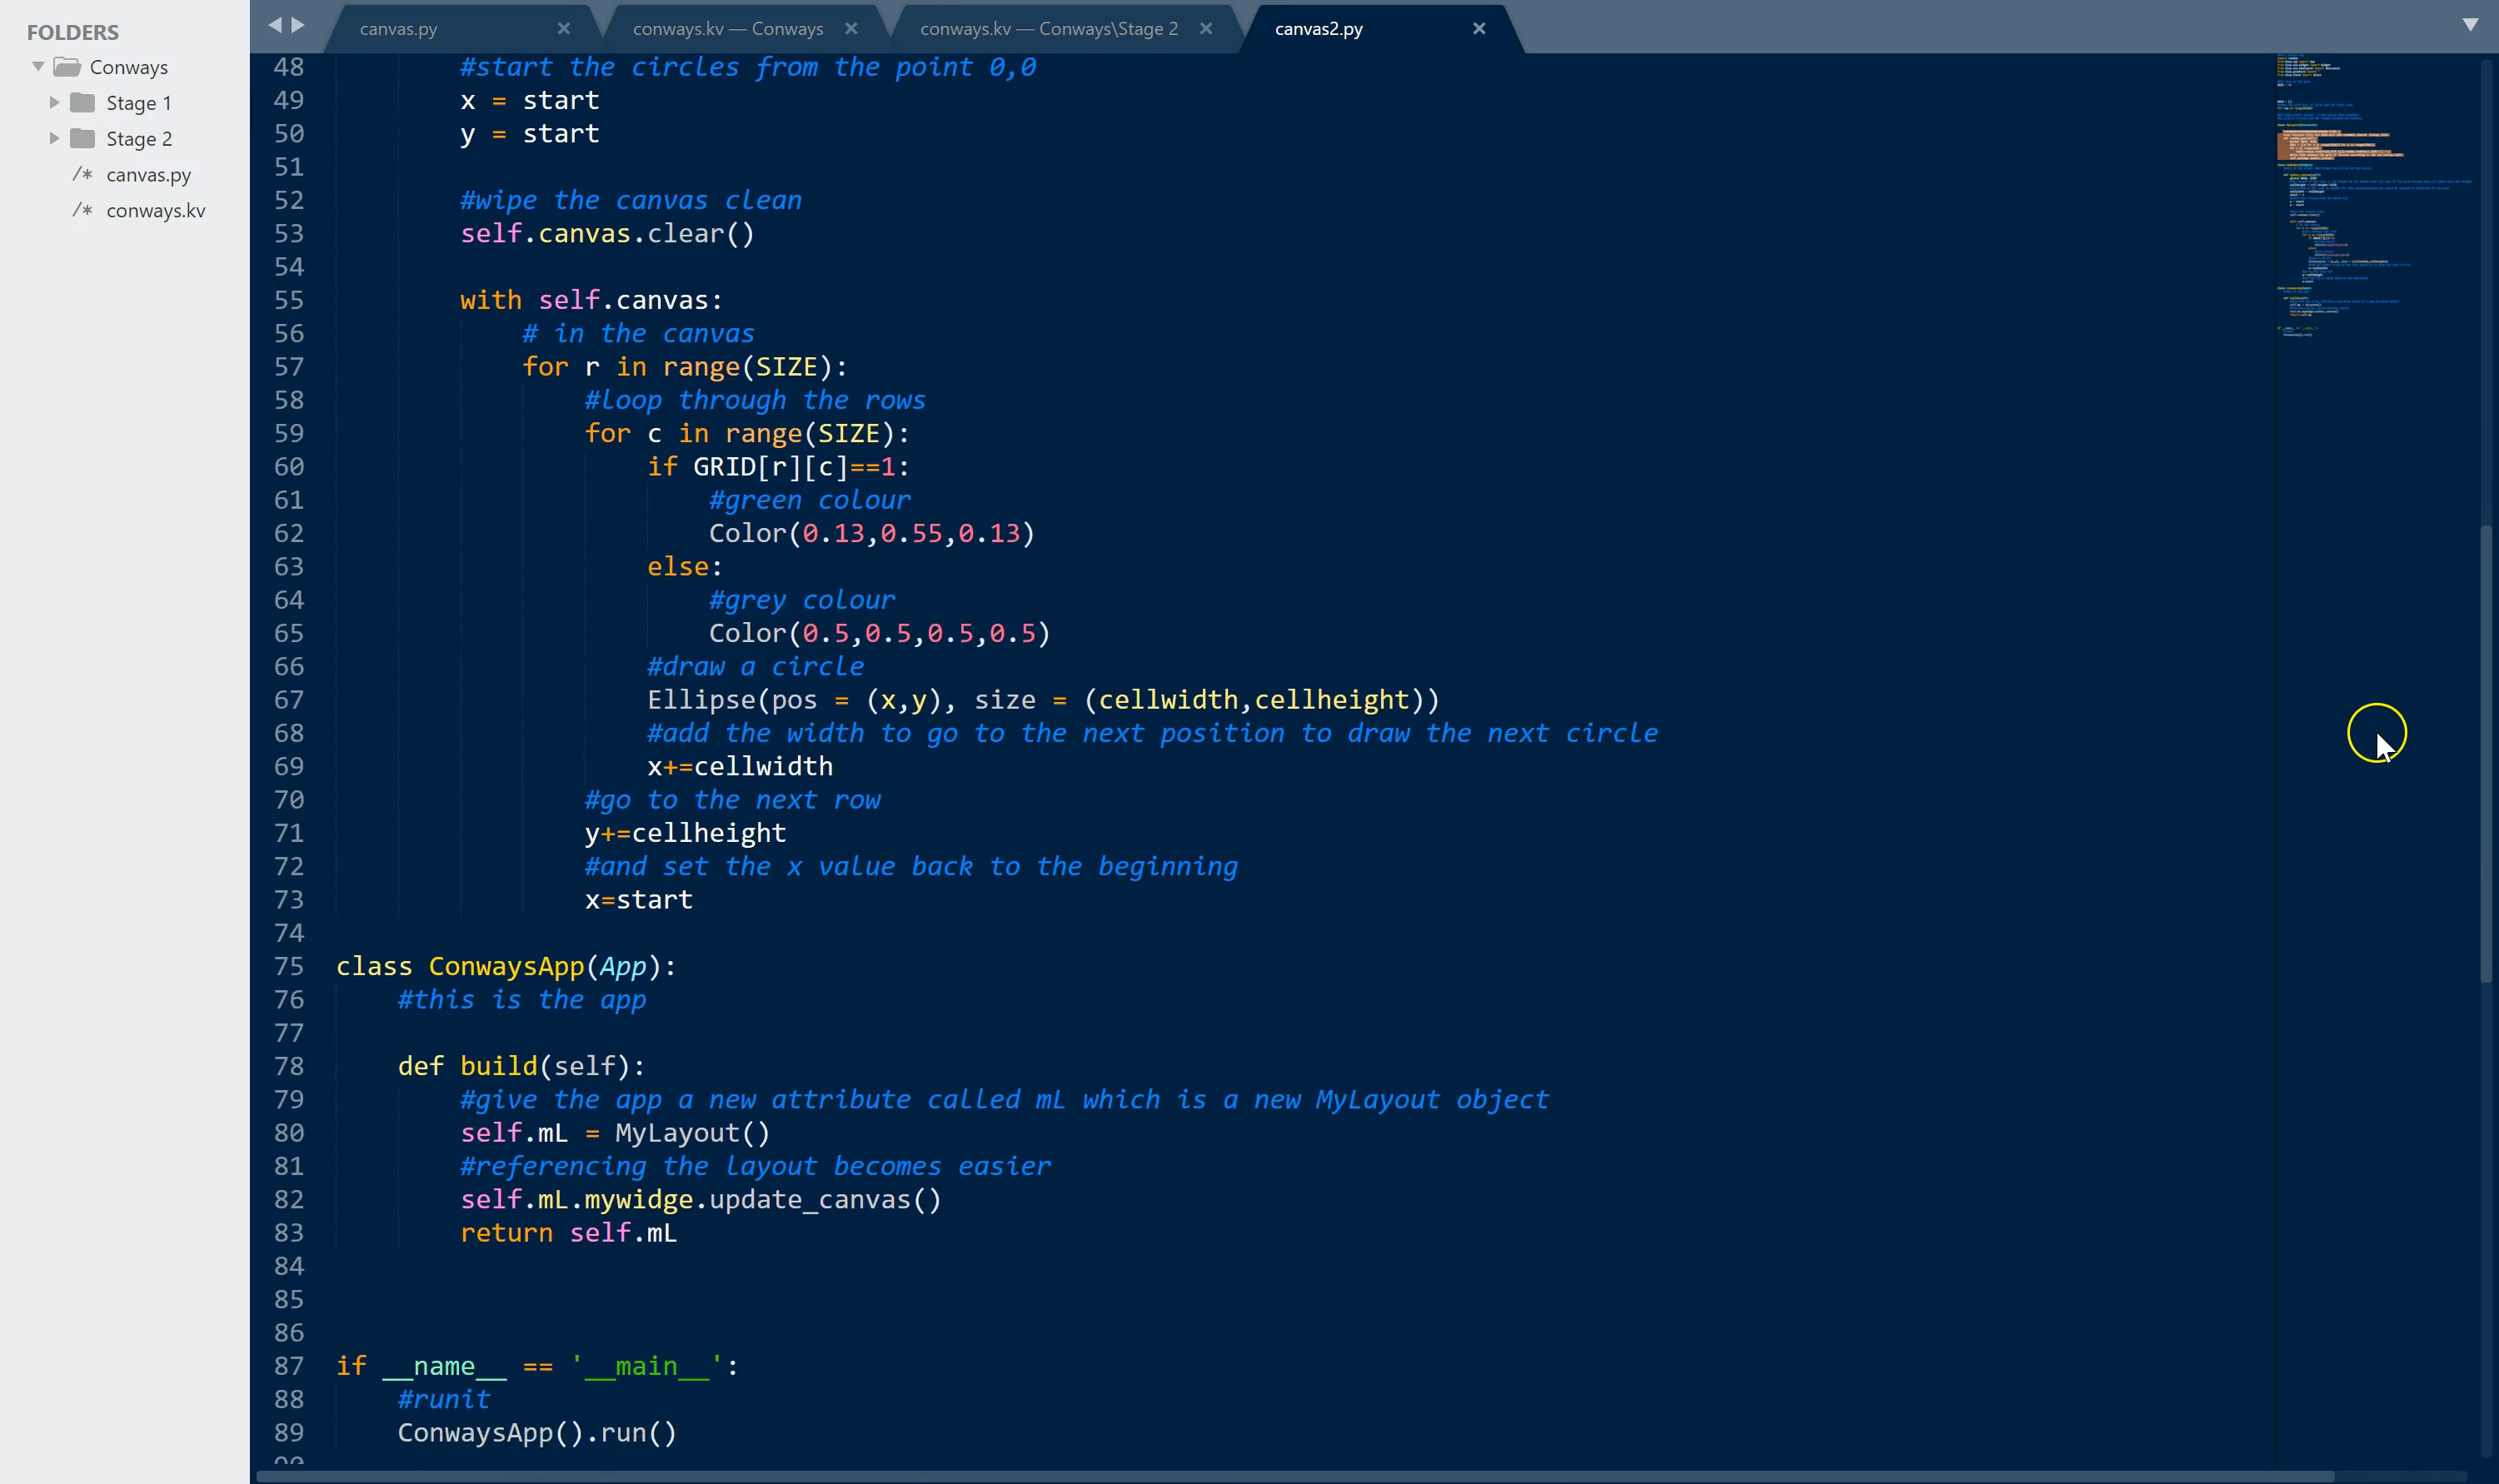 FOLDERS
Conways
Stage 1
Stage 2
/* canvas.py
/* conways.kv
canvas.py ×
conways.kv — Conways ×
conways.kv — Conways\Stage 2 ×
canvas2.py ×
48 #start the circles from the point 0,0
49 x = start
50 y = start
51
52 #wipe the canvas clean
53 self.canvas.clear()
54
55 with self.canvas:
56 # in the canvas
57 for r in range(SIZE):
58 #loop through the rows
59 for c in range(SIZE):
60 if GRID[r][c]==1:
61 #green colour
62 Color(0.13,0.55,0.13)
63 else:
64 #grey colour
65 Color(0.5,0.5,0.5,0.5)
66 #draw a circle
67 Ellipse(pos = (x,y), size = (cellwidth,cellheight))
68 #add the width to go to the next position to draw the next circle
69 x+=cellwidth
70 #go to the next row
71 y+=cellheight
72 #and set the x value back to the beginning
73 x=start
74
75 class ConwaysApp(App):
76 #this is the app
77
78 def build(self):
79 #give the app a new attribute called mL which is a new MyLayout object
80 self.mL = MyLayout()
81 #referencing the layout becomes easier
82 self.mL.mywidge.update_canvas()
83 return self.mL
84
85
86
87 if __name__ == '__main__':
88 #runit
89 ConwaysApp().run()